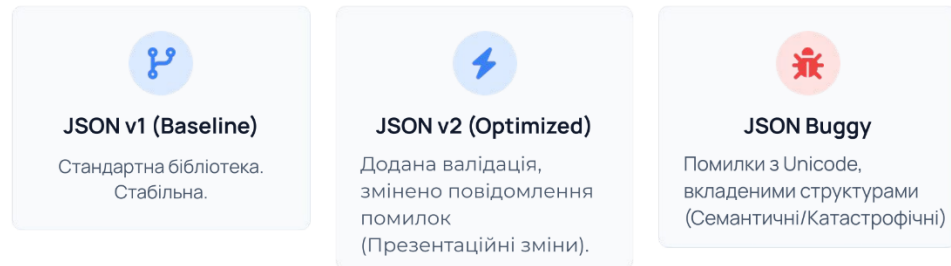 JSON v1 (Baseline)
Стандартна бібліотека.
Стабільна.
JSON v2 (Optimized)
Додана валідація,
змінено повідомлення
помилок
(Презентаційні зміни).
JSON Buggy
Помилки з Unicode,
вкладеними структурами
(Семантичні/Катастрофічні)